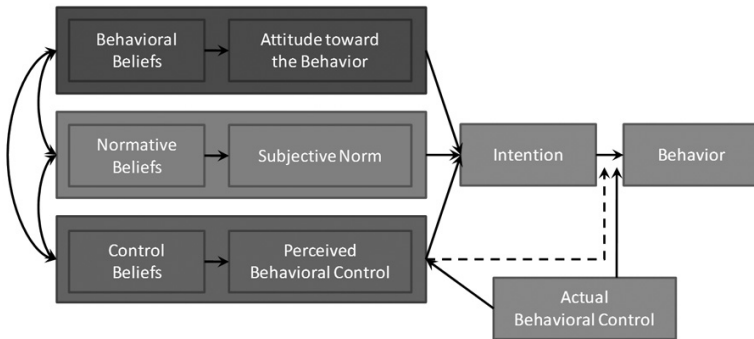 Behavioral
Beliefs
Attitude toward
the Behavior
Normative
Beliefs
Subjective Norm
Intention
Behavior
Control
Beliefs
Perceived
Behavioral Control
Actual
Behavioral Control